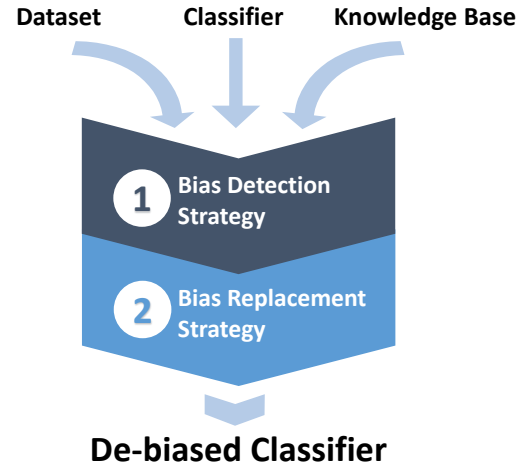 Dataset Classifier Knowledge Base
1 Bias Detection
Strategy
2 Bias Replacement
Strategy
De-biased Classifier